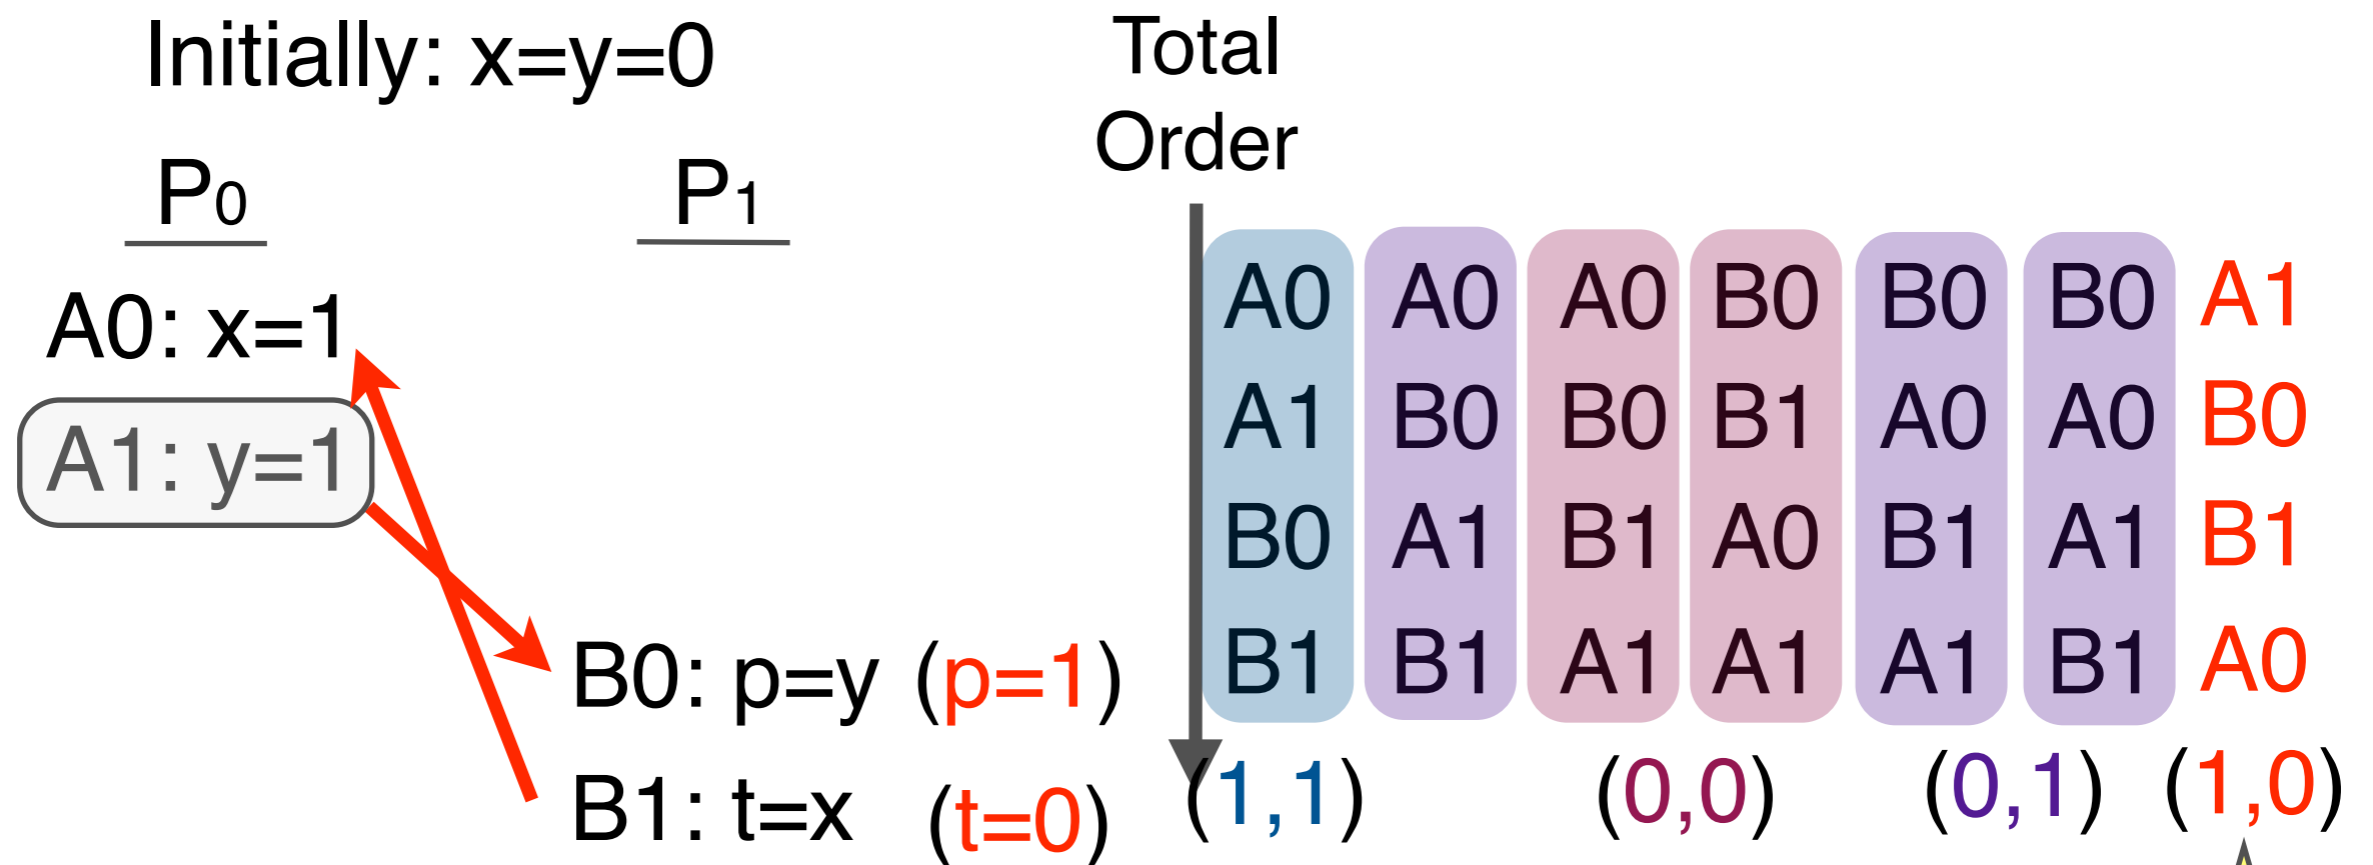 Initially: x=y=0
Total
Order
P0 P1
A0: x=1
A1: y=1
B0: p=y (p=1)
B1: t=x (t=0)
A0 A0 A0 B0 B0 B0 A1
A1 B0 B0 B1 A0 A0 B0
B0 A1 B1 A0 B1 A1 B1
B1 B1 A1 A1 A1 B1 A0
(1,1) (0,0) (0,1) (1,0)